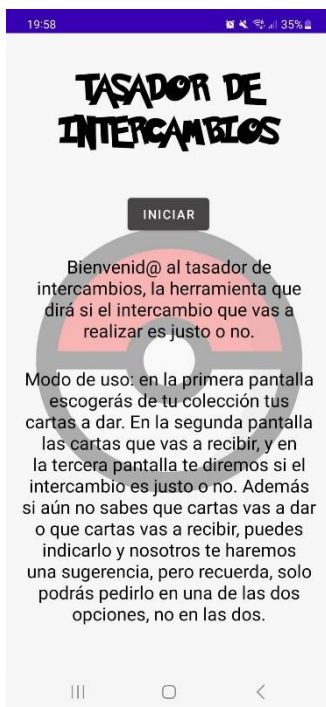 19:58
35%
TASADOR DE
INTERCAMBIOS
INICIAR
Bienvenid@ al tasador de
intercambios, la herramienta que
dirá si el intercambio que vas a
realizar es justo o no.
Modo de uso: en la primera pantalla
escogerás de tu colección tus
cartas a dar. En la segunda pantalla
las cartas que vas a recibir, y en
la tercera pantalla te diremos si el
intercambio es justo o no. Además
si aún no sabes que cartas vas a dar
o que cartas vas a recibir, puedes
indicarlo y nosotros te haremos
una sugerencia, pero recuerda, solo
podrás pedirlo en una de las dos
opciones, no en las dos.